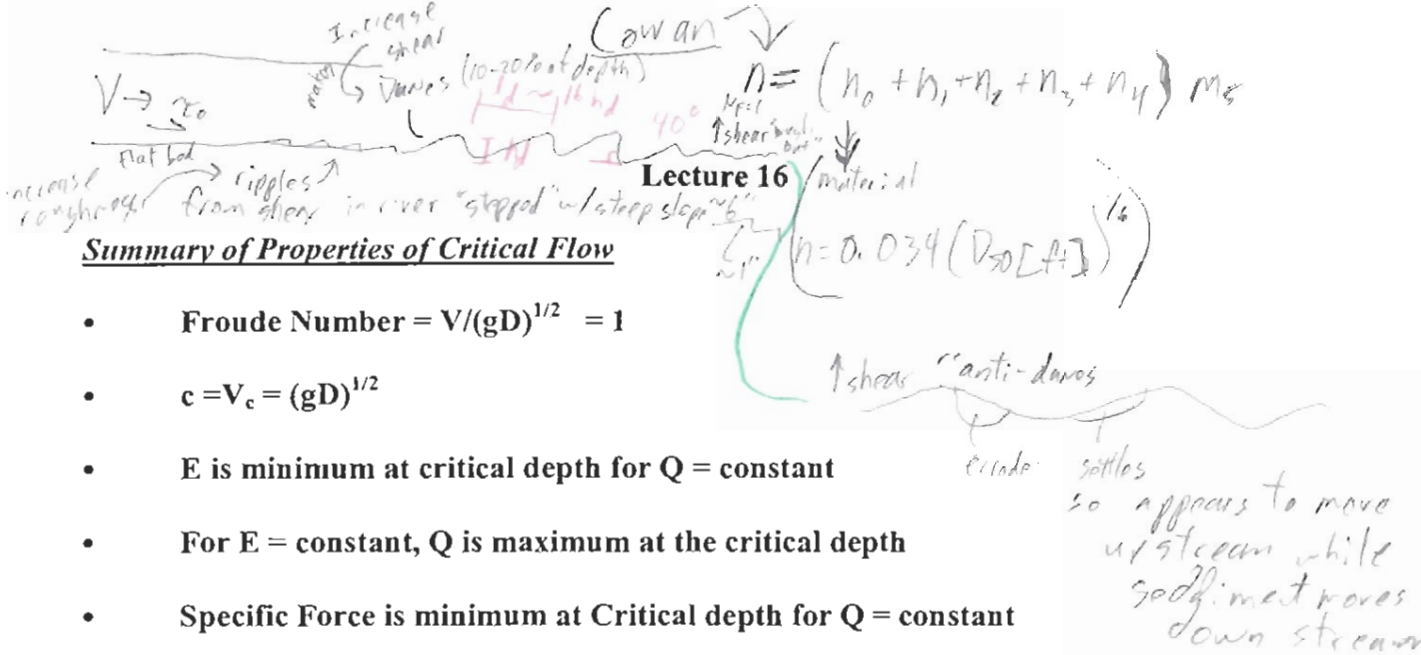 Increase
shear
makes
Dunes (10-20% of depth)
Cowan
n = (n₀ + n₁ + n₂ + n₃ + n₄) m₅
V → τ₀
flat bed
40°
↑shear
increase
roughness
ripples
from shear in river "stepped" w/ steep slope ~6"
~1"
Lecture 16
material
n = 0.034 (D₅₀[ft])^1/6
Summary of Properties of Critical Flow
• Froude Number = V/(gD)^1/2 = 1
• c =V_c = (gD)^1/2
• E is minimum at critical depth for Q = constant
• For E = constant, Q is maximum at the critical depth
• Specific Force is minimum at Critical depth for Q = constant
↑shear "anti-dunes
errode settles
so appears to move
upstream while
moves
down stream